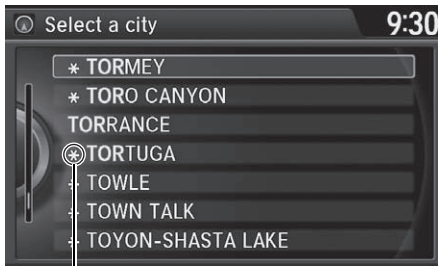 Select a city
9:30
* TORMEY
* TORO CANYON
TORRANCE
* TORTUGA
* TOWLE
* TOWN TALK
* TOYON-SHASTA LAKE